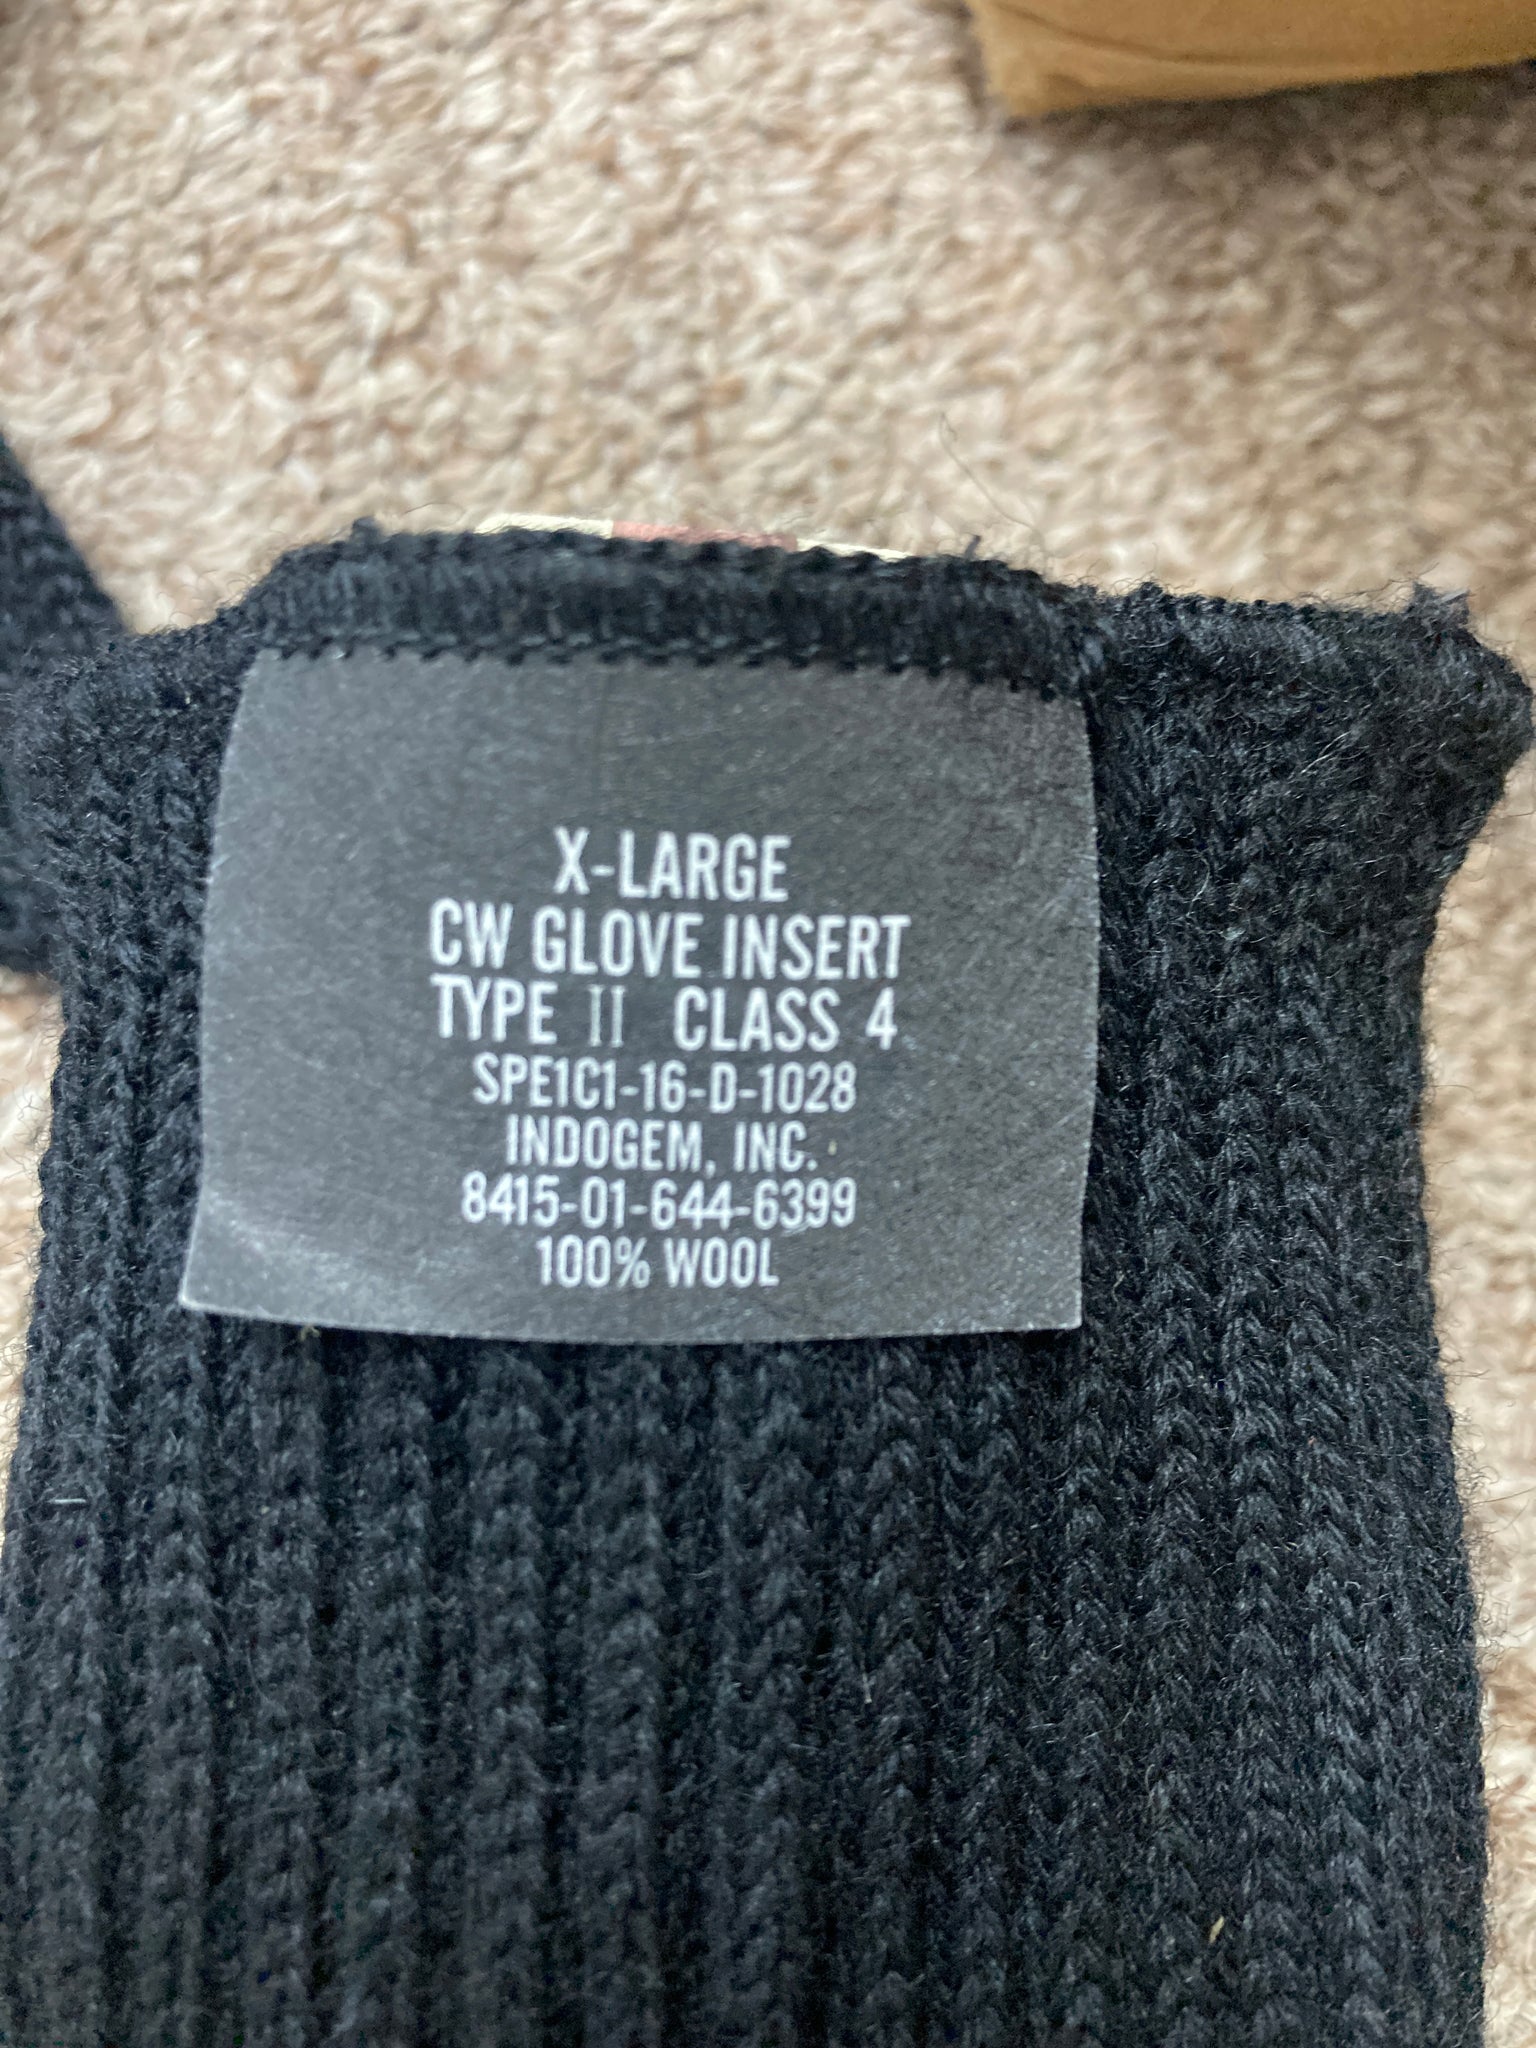 X-LARGE
CW GLOVE INSERT
TYPE II CLASS 4
SPE1C1-16-D-1028
INDOGEM, INC.
8415-01-644-6399
100% WOOL